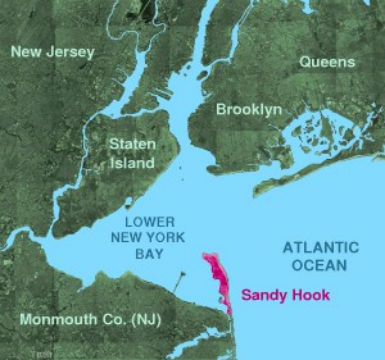 New Jersey
Queens
Brooklyn
Staten
Island
LOWER
NEW YORK
BAY
ATLANTIC
OCEAN
Sandy Hook
Monmouth Co. (NJ)